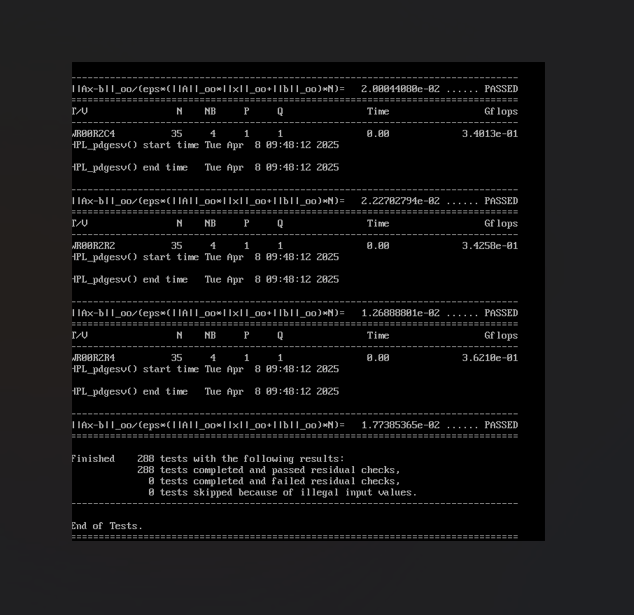 --------------------------------------------------------------------------------
||Ax-b||_oo/(eps*(||A||_oo*||x||_oo+||b||_oo)*N)=   2.00044080e-02 ...... PASSED
================================================================================
T/V                N    NB     P     Q               Time                 Gflops
--------------------------------------------------------------------------------
WR00R2C4          35     4     1     1               0.00             3.4013e-01
HPL_pdgesv() start time Tue Apr  8 09:48:12 2025
HPL_pdgesv() end time   Tue Apr  8 09:48:12 2025
--------------------------------------------------------------------------------
||Ax-b||_oo/(eps*(||A||_oo*||x||_oo+||b||_oo)*N)=   2.22702794e-02 ...... PASSED
================================================================================
T/V                N    NB     P     Q               Time                 Gflops
--------------------------------------------------------------------------------
WR00R2R2          35     4     1     1               0.00             3.4258e-01
HPL_pdgesv() start time Tue Apr  8 09:48:12 2025
HPL_pdgesv() end time   Tue Apr  8 09:48:12 2025
--------------------------------------------------------------------------------
||Ax-b||_oo/(eps*(||A||_oo*||x||_oo+||b||_oo)*N)=   1.26888801e-02 ...... PASSED
================================================================================
T/V                N    NB     P     Q               Time                 Gflops
--------------------------------------------------------------------------------
WR00R2R4          35     4     1     1               0.00             3.6210e-01
HPL_pdgesv() start time Tue Apr  8 09:48:12 2025
HPL_pdgesv() end time   Tue Apr  8 09:48:12 2025
--------------------------------------------------------------------------------
||Ax-b||_oo/(eps*(||A||_oo*||x||_oo+||b||_oo)*N)=   1.77385365e-02 ...... PASSED
================================================================================
Finished    288 tests with the following results:
            288 tests completed and passed residual checks,
              0 tests completed and failed residual checks,
              0 tests skipped because of illegal input values.
--------------------------------------------------------------------------------
End of Tests.
================================================================================